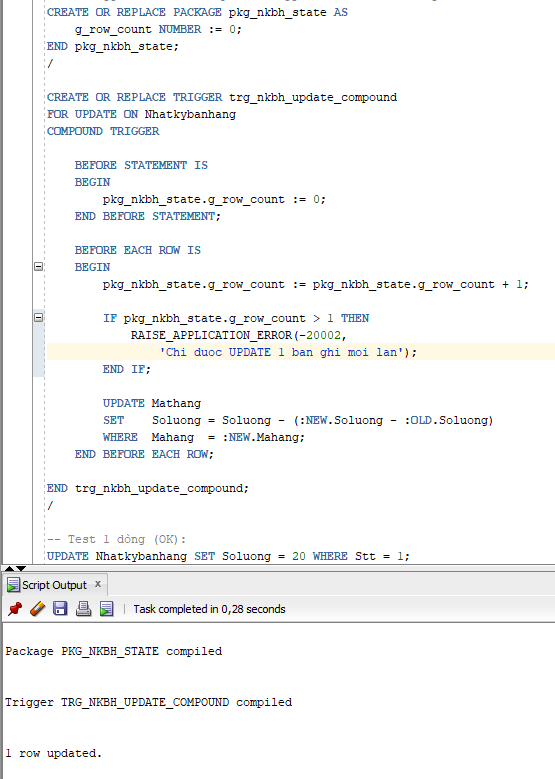 CREATE OR REPLACE PACKAGE pkg_nkbh_state AS
    g_row_count NUMBER := 0;
END pkg_nkbh_state;
/

CREATE OR REPLACE TRIGGER trg_nkbh_update_compound
FOR UPDATE ON Nhatkybanhang
COMPOUND TRIGGER

    BEFORE STATEMENT IS
    BEGIN
        pkg_nkbh_state.g_row_count := 0;
    END BEFORE STATEMENT;

    BEFORE EACH ROW IS
    BEGIN
        pkg_nkbh_state.g_row_count := pkg_nkbh_state.g_row_count + 1;

        IF pkg_nkbh_state.g_row_count > 1 THEN
            RAISE_APPLICATION_ERROR(-20002,
                'Chi duoc UPDATE 1 ban ghi moi lan');
        END IF;

        UPDATE Mathang
        SET    Soluong = Soluong - (:NEW.Soluong - :OLD.Soluong)
        WHERE  Mahang  = :NEW.Mahang;
    END BEFORE EACH ROW;

END trg_nkbh_update_compound;
/

-- Test 1 dòng (OK):
UPDATE Nhatkybanhang SET Soluong = 20 WHERE Stt = 1;
Script Output x
Task completed in 0,28 seconds
Package PKG_NKBH_STATE compiled
Trigger TRG_NKBH_UPDATE_COMPOUND compiled
1 row updated.